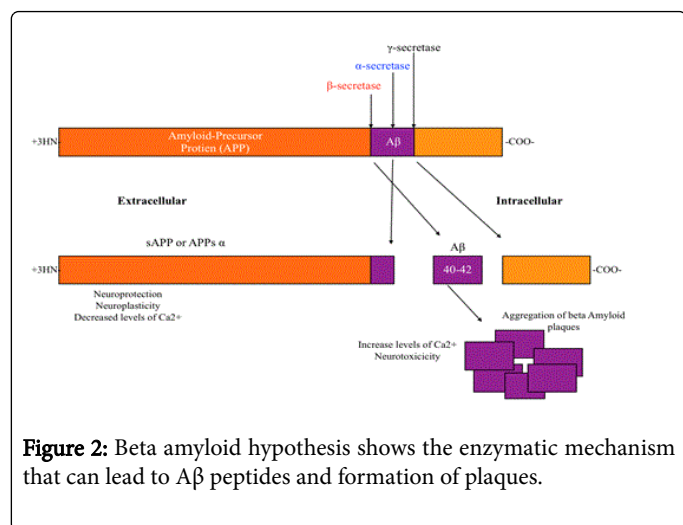 γ-secretase
α-secretase
β-secretase
+3HN-
Amyloid-Precursor
Protien (APP)
Aβ
-COO-
Extracellular
Intracellular
sAPP or APPs α
Aβ
+3HN-
40-42
-COO-
Neuroprotection
Neuroplasticity
Decreased levels of Ca2+
Aggregation of beta Amyloid
plaques
Increase levels of Ca2+
Neurotoxicicity
Figure 2: Beta amyloid hypothesis shows the enzymatic mechanism
that can lead to Aβ peptides and formation of plaques.